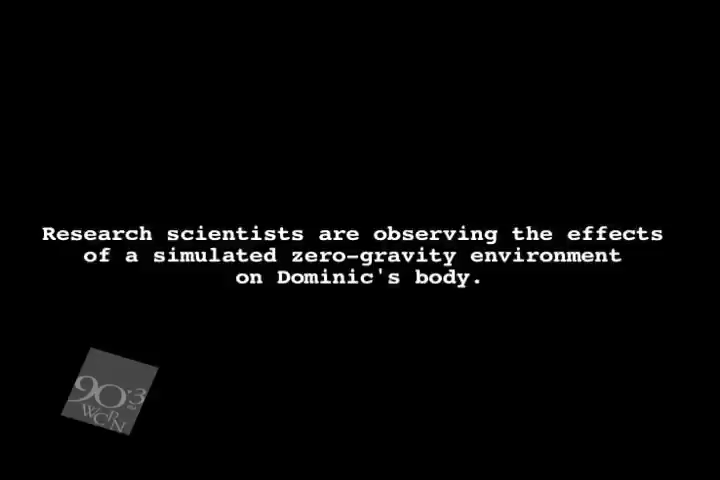 Research scientists are observing the effects
of a simulated zero-gravity environment
on Dominic's body.
90.3
WCPN